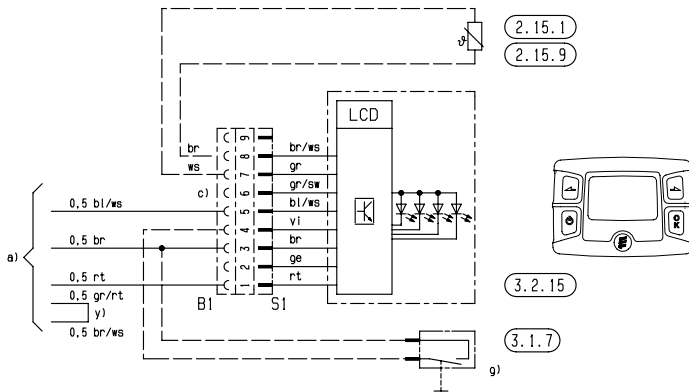 2.15.1
2.15.9
LCD
br
ws
c)
9
8
7
6
5
4
3
2
1
br/ws
gr
gr/sw
bl/ws
vi
br
ge
rt
a)
0,5 bl/ws
0,5 br
0,5 rt
0,5 gr/rt
y)
0,5 br/ws
B1
S1
OK
3.2.15
3.1.7
g)